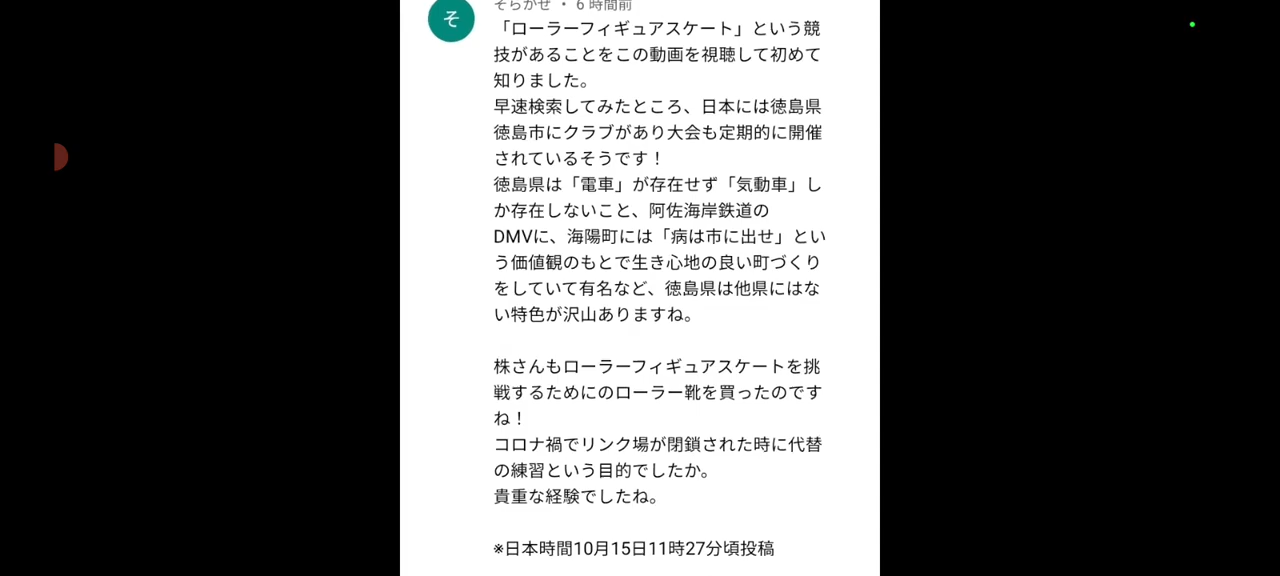 そ
そらかぜ • 6 時間前
「ローラーフィギュアスケート」という競
技があることをこの動画を視聴して初めて
知りました。
早速検索してみたところ、日本には徳島県
徳島市にクラブがあり大会も定期的に開催
されているそうです！
徳島県は「電車」が存在せず「気動車」し
か存在しないこと、阿佐海岸鉄道の
DMVに、海陽町には「病は市に出せ」とい
う価値観のもとで生き心地の良い町づくり
をしていて有名など、徳島県は他県にはな
い特色が沢山ありますね。
株さんもローラーフィギュアスケートを挑
戦するためにのローラー靴を買ったのです
ね！
コロナ禍でリンク場が閉鎖された時に代替
の練習という目的でしたか。
貴重な経験でしたね。
※日本時間10月15日11時27分頃投稿